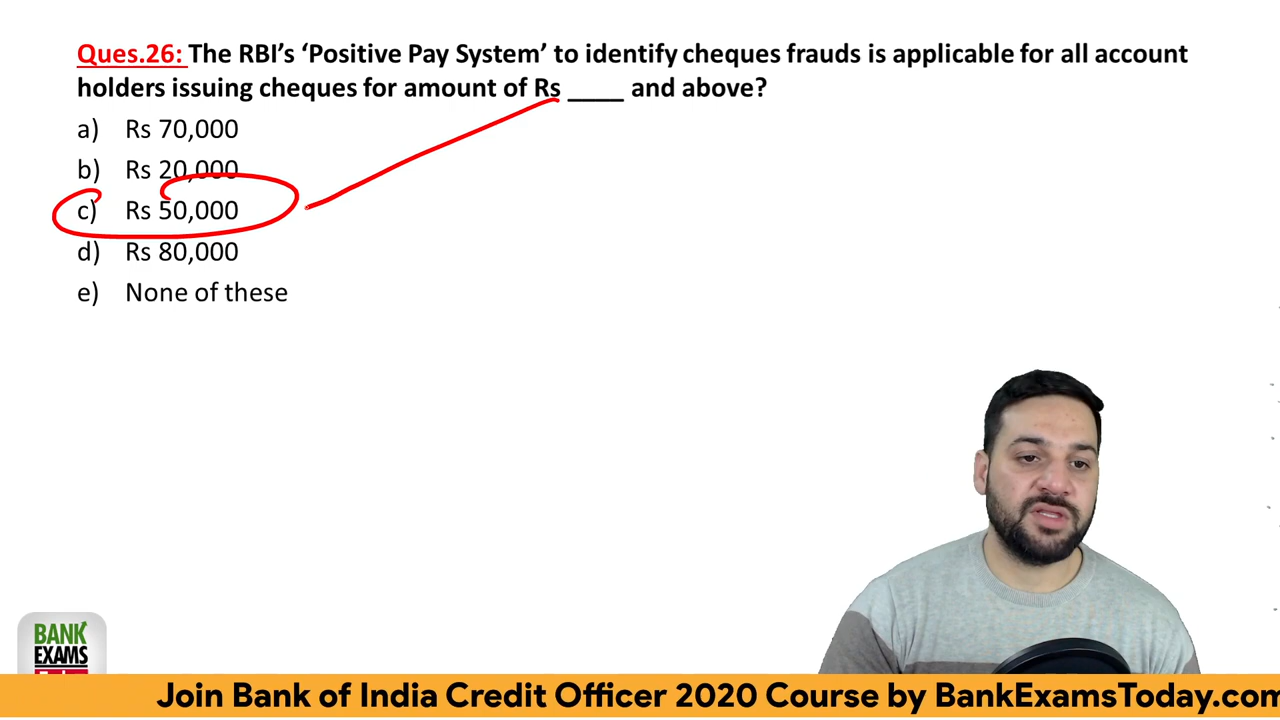 Ques.26: The RBI’s ‘Positive Pay System’ to identify cheques frauds is applicable for all account
holders issuing cheques for amount of Rs ____ and above?
a) Rs 70,000
b) Rs 20,000
c) Rs 50,000
d) Rs 80,000
e) None of these
BANK
EXAMS
Join Bank of India Credit Officer 2020 Course by BankExamsToday.com